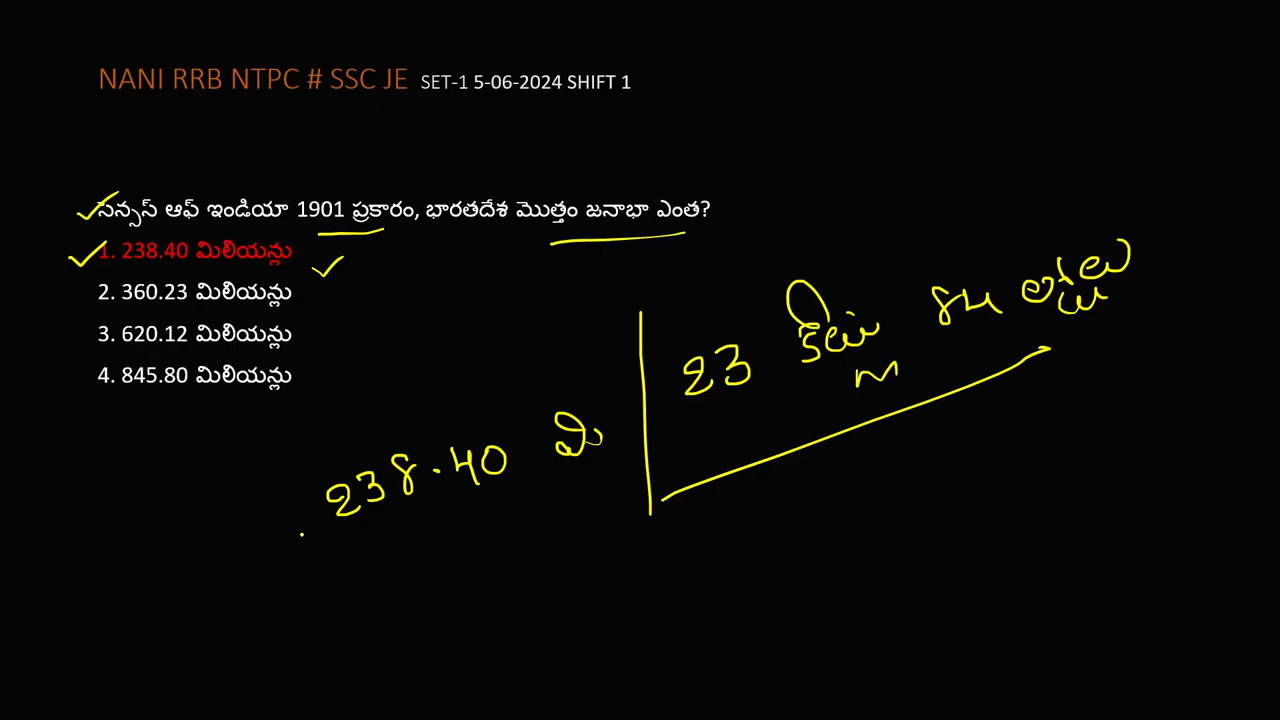 NANI RRB NTPC # SSC JE SET-1 5-06-2024 SHIFT 1
సెన్సస్ ఆఫ్ ఇండియా 1901 ప్రకారం, భారతదేశ మొత్తం జనాభా ఎంత?
1. 238.40 మిలియన్లు
2. 360.23 మిలియన్లు
3. 620.12 మిలియన్లు
4. 845.80 మిలియన్లు
23 కోట్ల 84 లక్షలు
238.40 మి